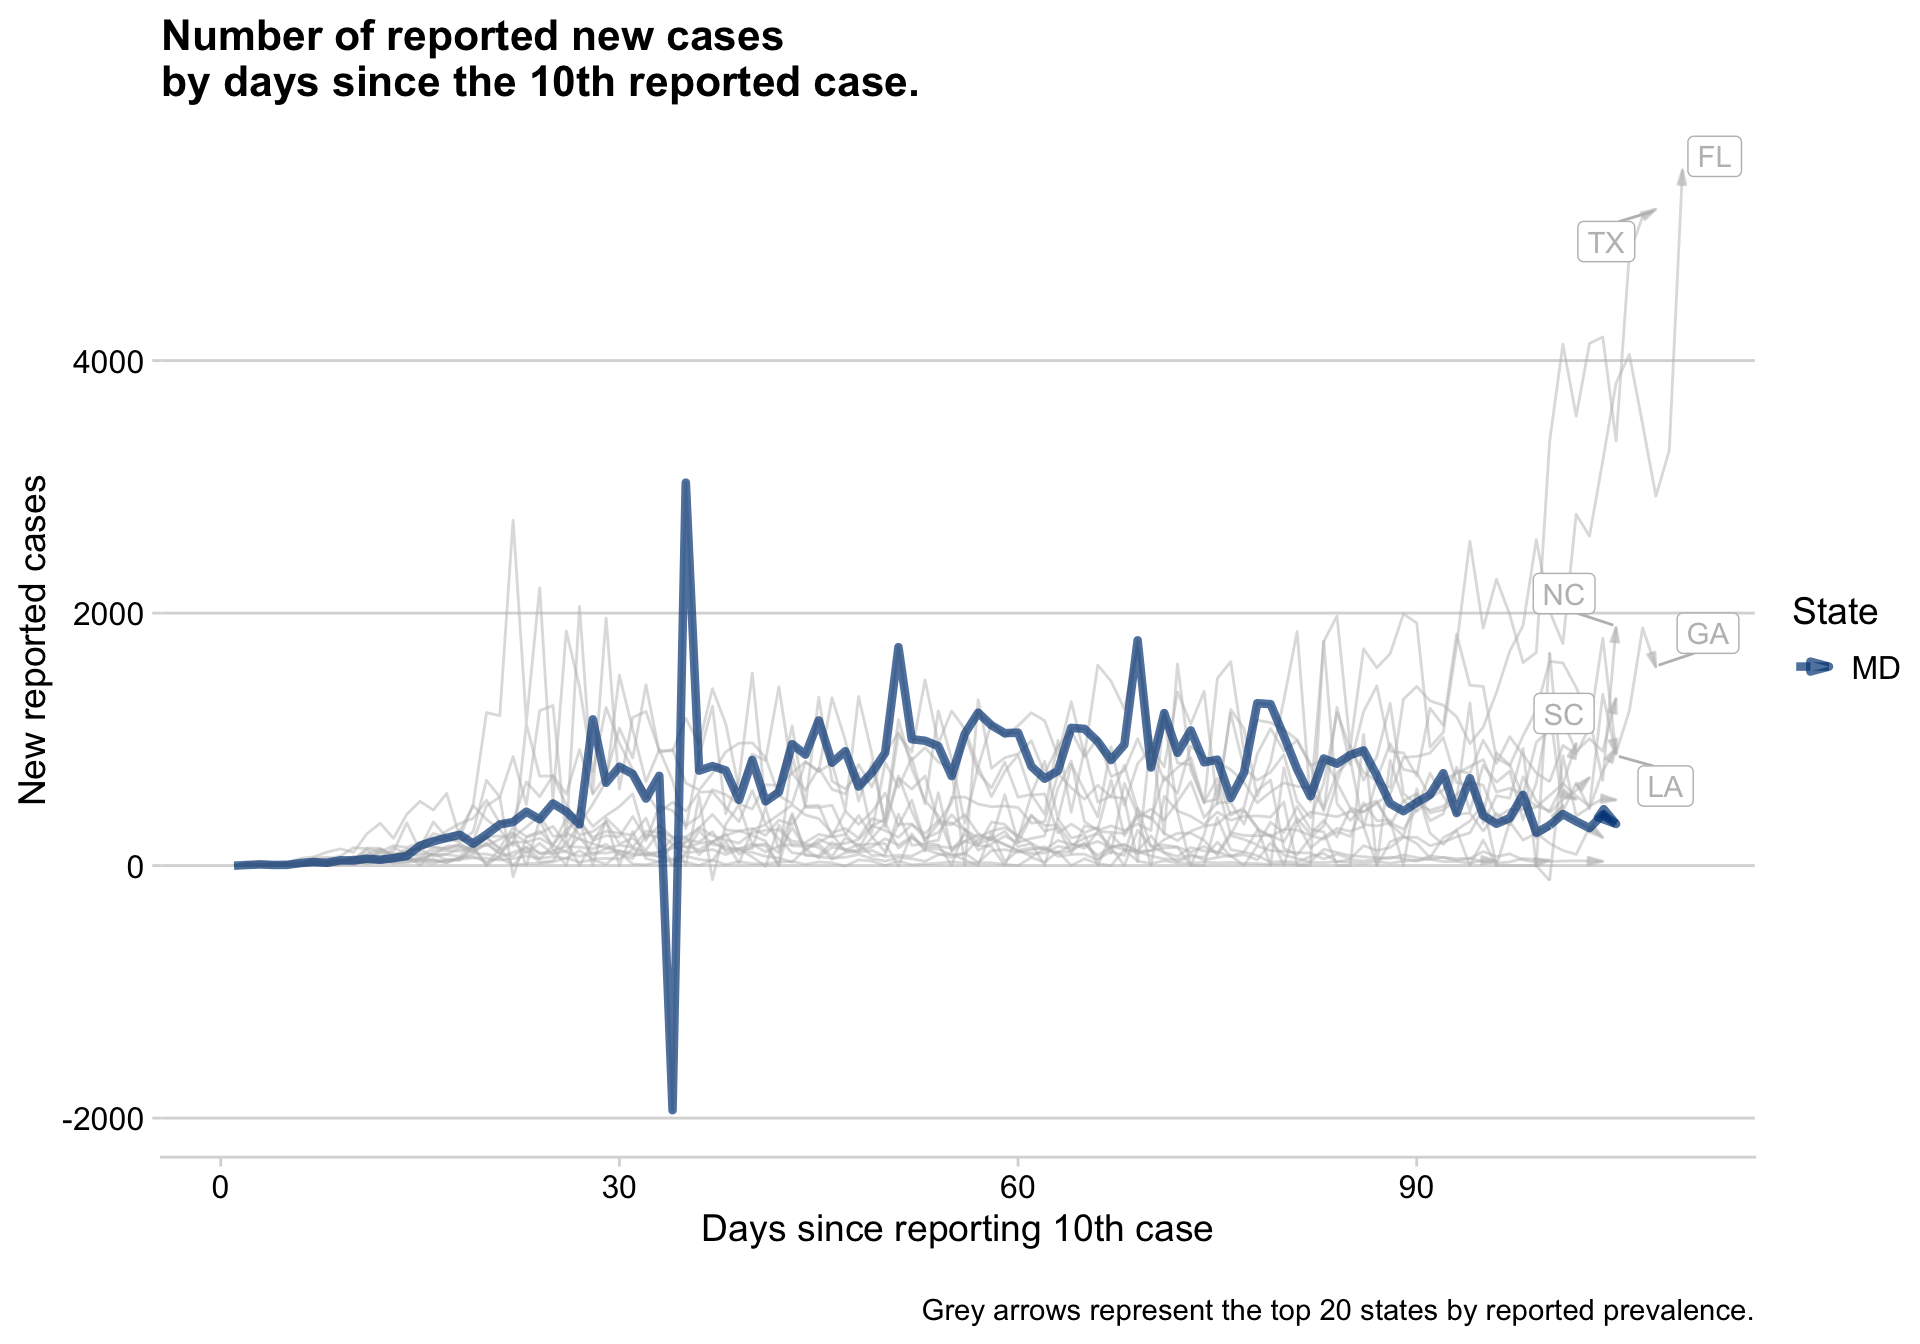 Number of reported new cases
by days since the 10th reported case.
FL
TX
4000
NC
2000
GA
SC
LA
0
-2000
New reported cases
State
MD
0 30 60 90
Days since reporting 10th case
Grey arrows represent the top 20 states by reported prevalence.